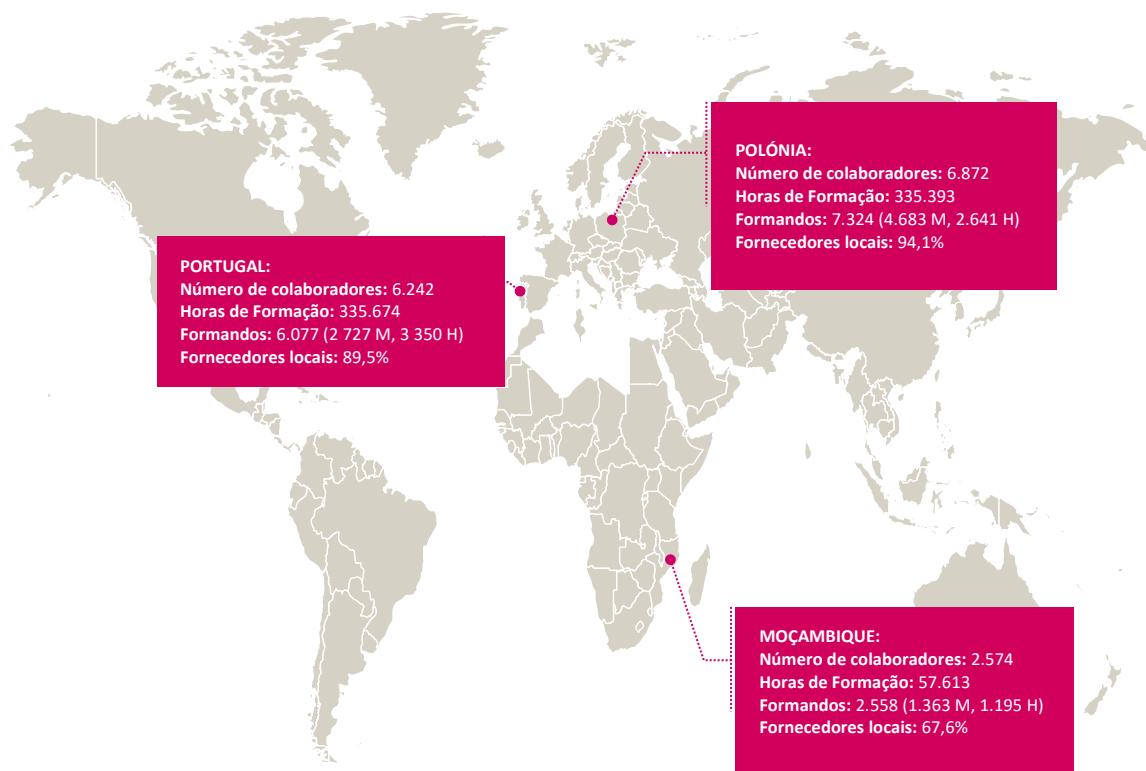 POLÓNIA:
Número de colaboradores: 6.872
Horas de Formação: 335.393
Formandos: 7.324 (4.683 M, 2.641 H)
Fornecedores locais: 94,1%
PORTUGAL:
Número de colaboradores: 6.242
Horas de Formação: 335.674
Formandos: 6.077 (2 727 M, 3 350 H)
Fornecedores locais: 89,5%
MOÇAMBIQUE:
Número de colaboradores: 2.574
Horas de Formação: 57.613
Formandos: 2.558 (1.363 M, 1.195 H)
Fornecedores locais: 67,6%